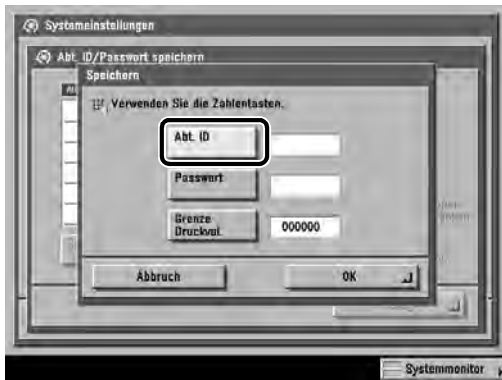 Systemeinstellungen
Abt. ID/Passwort speichern
Speichern
Verwenden Sie die Zahlentasten.
Abt. ID
Passwort
Grenze
Druckvol.
000000
Abbruch
OK
Systemmonitor